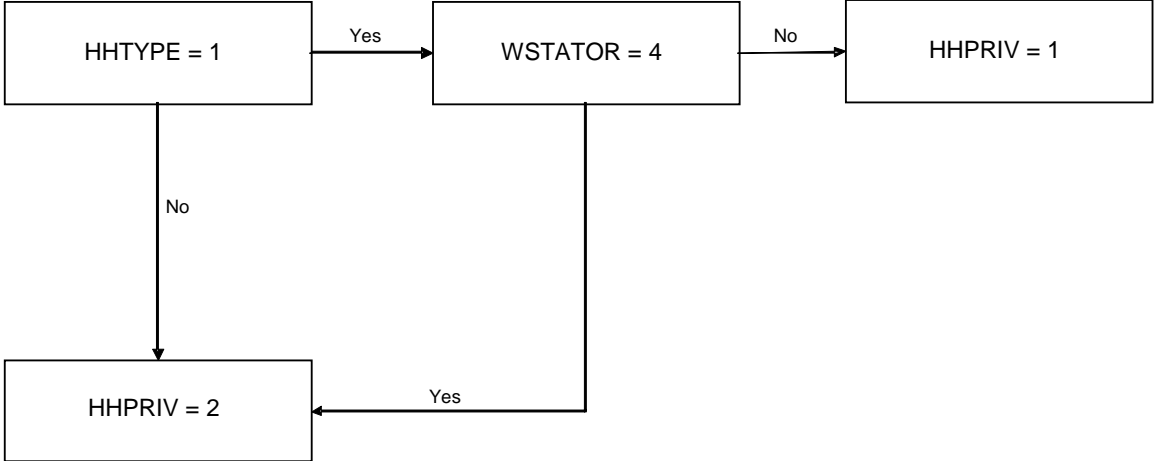 HHTYPE = 1
Yes
WSTATOR = 4
No
HHPRIV = 1
No
HHPRIV = 2
Yes